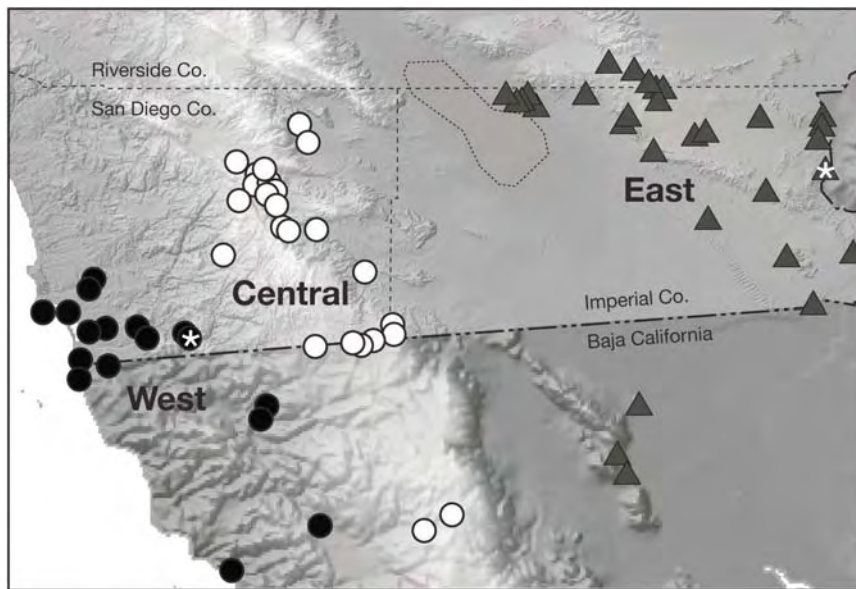 Riverside Co.
San Diego Co.
East
Central
Imperial Co.
Baja California
West